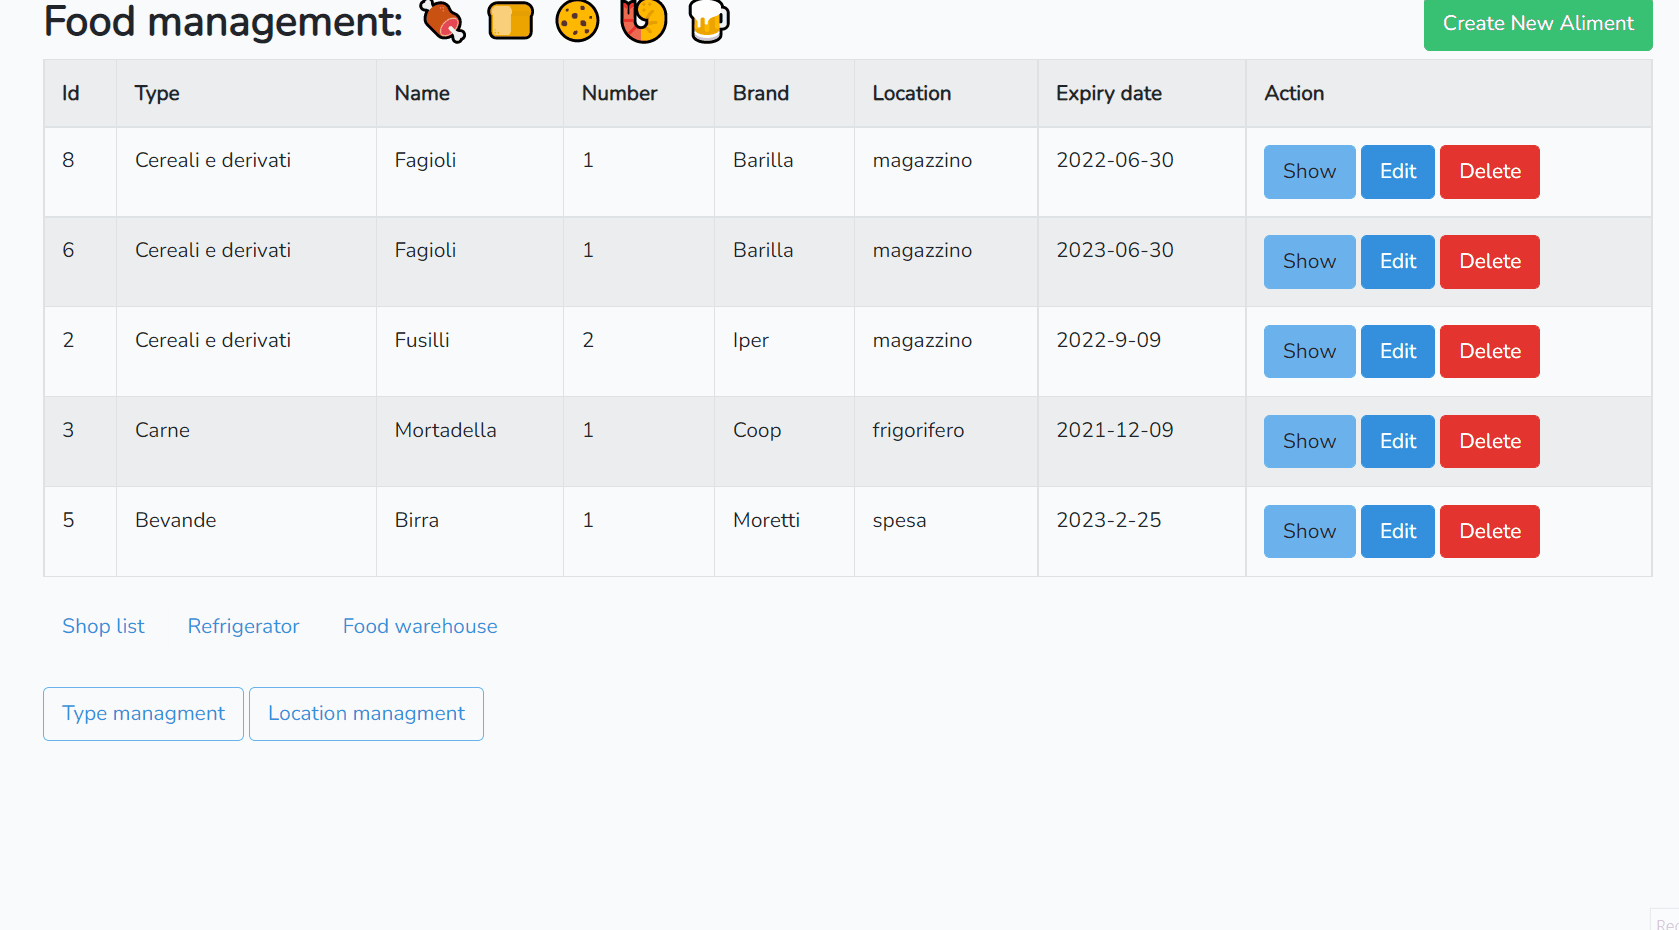 Food management:
Create New Aliment
Id Type Name Number Brand Location Expiry date Action
8 Cereali e derivati Fagioli 1 Barilla magazzino 2022-06-30 Show Edit Delete
6 Cereali e derivati Fagioli 1 Barilla magazzino 2023-06-30 Show Edit Delete
2 Cereali e derivati Fusilli 2 Iper magazzino 2022-9-09 Show Edit Delete
3 Carne Mortadella 1 Coop frigorifero 2021-12-09 Show Edit Delete
5 Bevande Birra 1 Moretti spesa 2023-2-25 Show Edit Delete
Shop list Refrigerator Food warehouse
Type managment Location managment